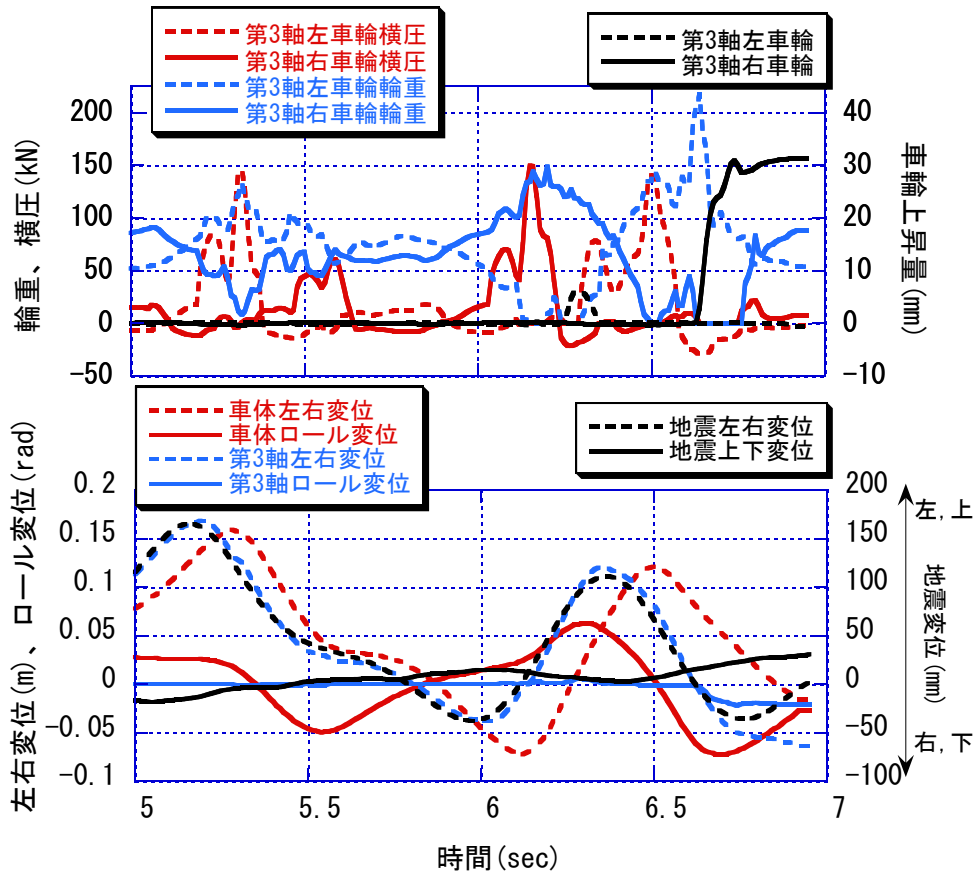 第3軸左車輪横圧
第3軸右車輪横圧
第3軸左車輪輪重
第3軸右車輪輪重
第3軸左車輪
第3軸右車輪
輪重、横圧(kN)
200
150
100
50
0
-50
40
30
20
10
0
-10
車輪上昇量(mm)
車体左右変位
車体ロール変位
第3軸左右変位
第3軸ロール変位
地震左右変位
地震上下変位
左右変位(m)、ロール変位(rad)
0.2
0.15
0.1
0.05
0
-0.05
-0.1
200
150
100
50
0
-50
-100
左,上
地震変位(mm)
右,下
5
5.5
6
6.5
7
時間(sec)